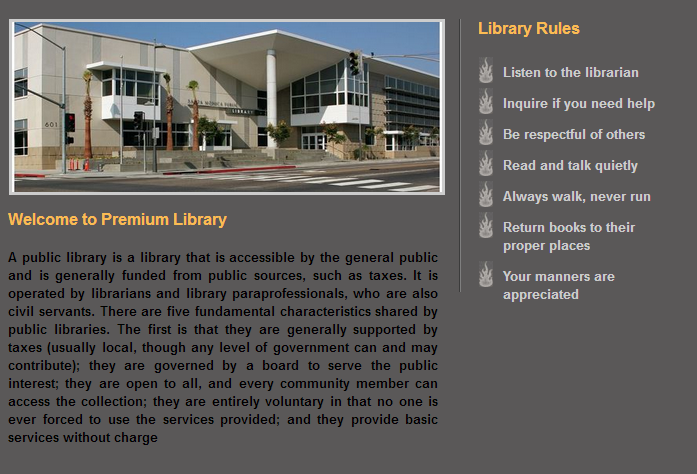 601
SANTA MONICA PUBLIC LIBRARY
Welcome to Premium Library
A public library is a library that is accessible by the general public
and is generally funded from public sources, such as taxes. It is
operated by librarians and library paraprofessionals, who are also
civil servants. There are five fundamental characteristics shared by
public libraries. The first is that they are generally supported by
taxes (usually local, though any level of government can and may
contribute); they are governed by a board to serve the public
interest; they are open to all, and every community member can
access the collection; they are entirely voluntary in that no one is
ever forced to use the services provided; and they provide basic
services without charge
Library Rules
Listen to the librarian
Inquire if you need help
Be respectful of others
Read and talk quietly
Always walk, never run
Return books to their
proper places
Your manners are
appreciated